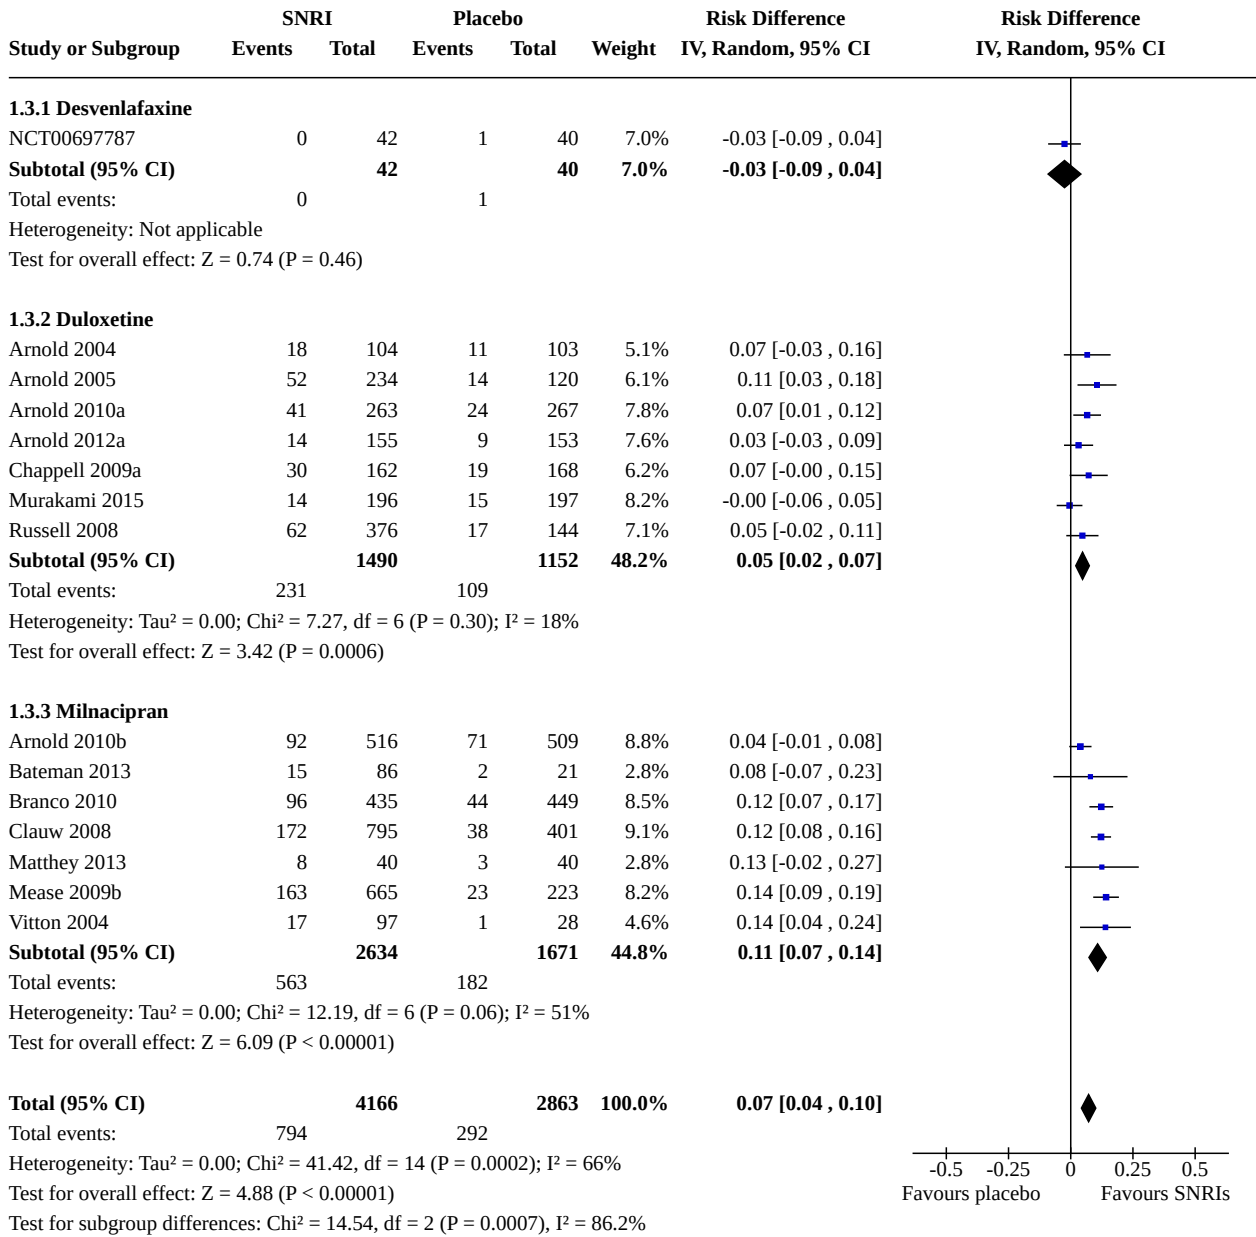 SNRI Placebo Risk Difference Risk Difference
Study or Subgroup Events Total Events Total Weight IV, Random, 95% CI IV, Random, 95% CI
1.3.1 Desvenlafaxine
NCT00697787 0 42 1 40 7.0% -0.03 [-0.09 , 0.04]
Subtotal (95% CI) 42 40 7.0% -0.03 [-0.09 , 0.04]
Total events: 0 1
Heterogeneity: Not applicable
Test for overall effect: Z = 0.74 (P = 0.46)
1.3.2 Duloxetine
Arnold 2004 18 104 11 103 5.1% 0.07 [-0.03 , 0.16]
Arnold 2005 52 234 14 120 6.1% 0.11 [0.03 , 0.18]
Arnold 2010a 41 263 24 267 7.8% 0.07 [0.01 , 0.12]
Arnold 2012a 14 155 9 153 7.6% 0.03 [-0.03 , 0.09]
Chappell 2009a 30 162 19 168 6.2% 0.07 [-0.00 , 0.15]
Murakami 2015 14 196 15 197 8.2% -0.00 [-0.06 , 0.05]
Russell 2008 62 376 17 144 7.1% 0.05 [-0.02 , 0.11]
Subtotal (95% CI) 1490 1152 48.2% 0.05 [0.02 , 0.07]
Total events: 231 109
Heterogeneity: Tau² = 0.00; Chi² = 7.27, df = 6 (P = 0.30); I² = 18%
Test for overall effect: Z = 3.42 (P = 0.0006)
1.3.3 Milnacipran
Arnold 2010b 92 516 71 509 8.8% 0.04 [-0.01 , 0.08]
Bateman 2013 15 86 2 21 2.8% 0.08 [-0.07 , 0.23]
Branco 2010 96 435 44 449 8.5% 0.12 [0.07 , 0.17]
Clauw 2008 172 795 38 401 9.1% 0.12 [0.08 , 0.16]
Matthey 2013 8 40 3 40 2.8% 0.13 [-0.02 , 0.27]
Mease 2009b 163 665 23 223 8.2% 0.14 [0.09 , 0.19]
Vitton 2004 17 97 1 28 4.6% 0.14 [0.04 , 0.24]
Subtotal (95% CI) 2634 1671 44.8% 0.11 [0.07 , 0.14]
Total events: 563 182
Heterogeneity: Tau² = 0.00; Chi² = 12.19, df = 6 (P = 0.06); I² = 51%
Test for overall effect: Z = 6.09 (P < 0.00001)
Total (95% CI) 4166 2863 100.0% 0.07 [0.04 , 0.10]
Total events: 794 292
Heterogeneity: Tau² = 0.00; Chi² = 41.42, df = 14 (P = 0.0002); I² = 66%
-0.5 -0.25 0 0.25 0.5
Test for overall effect: Z = 4.88 (P < 0.00001)
Favours placebo Favours SNRIs
Test for subgroup differences: Chi² = 14.54, df = 2 (P = 0.0007), I² = 86.2%